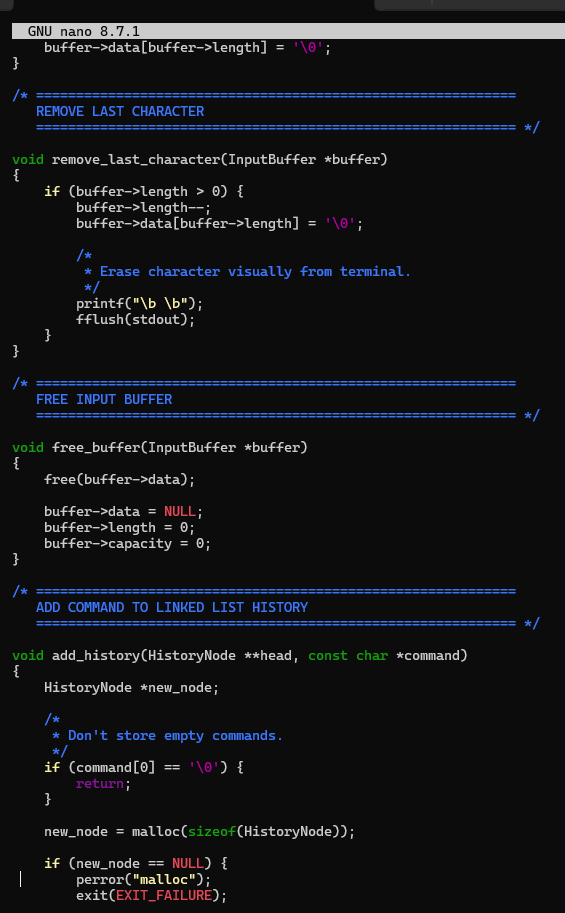 GNU nano 8.7.1
    buffer->data[buffer->length] = '\0';
}

/* ============================================================
   REMOVE LAST CHARACTER
   ============================================================ */

void remove_last_character(InputBuffer *buffer)
{
    if (buffer->length > 0) {
        buffer->length--;
        buffer->data[buffer->length] = '\0';

        /*
         * Erase character visually from terminal.
         */
        printf("\b \b");
        fflush(stdout);
    }
}

/* ============================================================
   FREE INPUT BUFFER
   ============================================================ */

void free_buffer(InputBuffer *buffer)
{
    free(buffer->data);

    buffer->data = NULL;
    buffer->length = 0;
    buffer->capacity = 0;
}

/* ============================================================
   ADD COMMAND TO LINKED LIST HISTORY
   ============================================================ */

void add_history(HistoryNode **head, const char *command)
{
    HistoryNode *new_node;

    /*
     * Don't store empty commands.
     */
    if (command[0] == '\0') {
        return;
    }

    new_node = malloc(sizeof(HistoryNode));

    if (new_node == NULL) {
        perror("malloc");
        exit(EXIT_FAILURE);